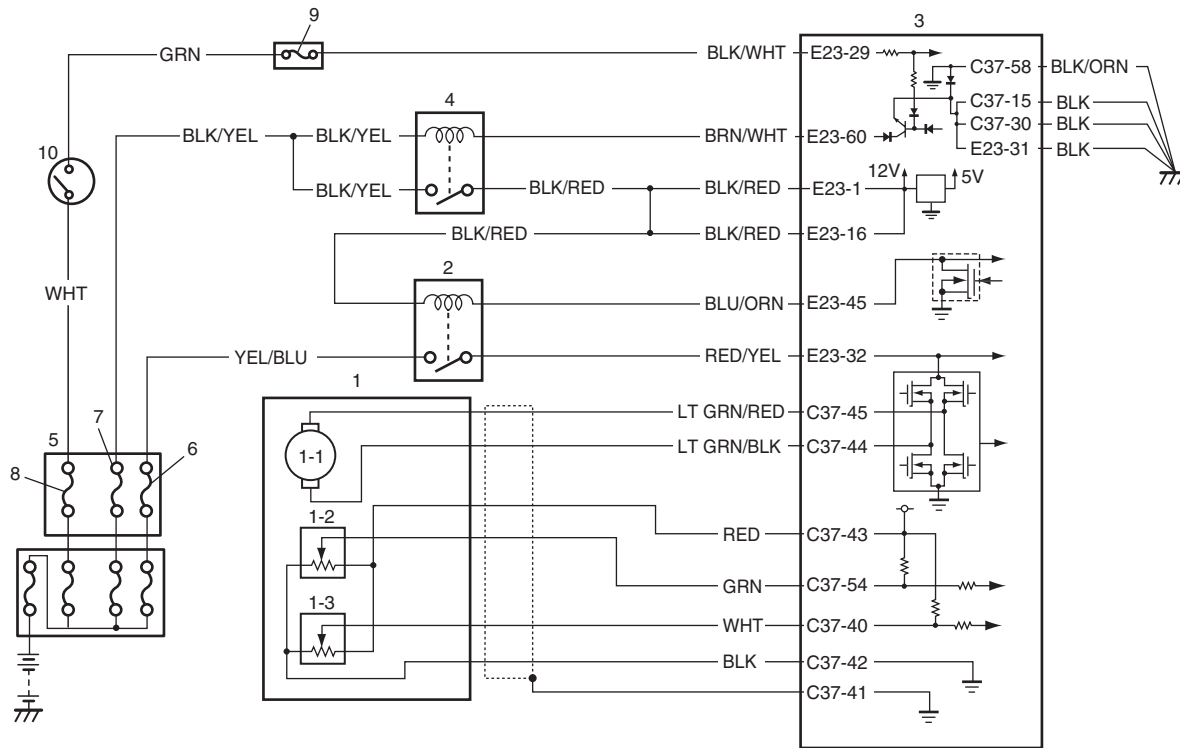 3
9
GRN
BLK/WHT
E23-29
C37-58
BLK/ORN
4
C37-15
BLK
BLK/YEL
BLK/YEL
BRN/WHT
E23-60
C37-30
BLK
10
E23-31
BLK
12V
5V
BLK/YEL
BLK/RED
BLK/RED
E23-1
BLK/RED
BLK/RED
E23-16
2
WHT
BLU/ORN
E23-45
YEL/BLU
RED/YEL
E23-32
1
LT GRN/RED
C37-45
7
5
6
LT GRN/BLK
C37-44
1-1
8
1-2
RED
C37-43
GRN
C37-54
1-3
WHT
C37-40
BLK
C37-42
C37-41